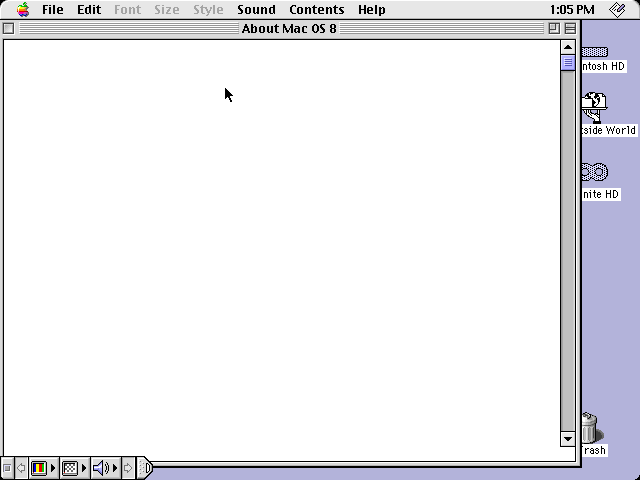 File Edit Font Size Style Sound Contents Help 1:05 PM
About Mac OS 8
ntosh HD
side World
nite HD
Trash